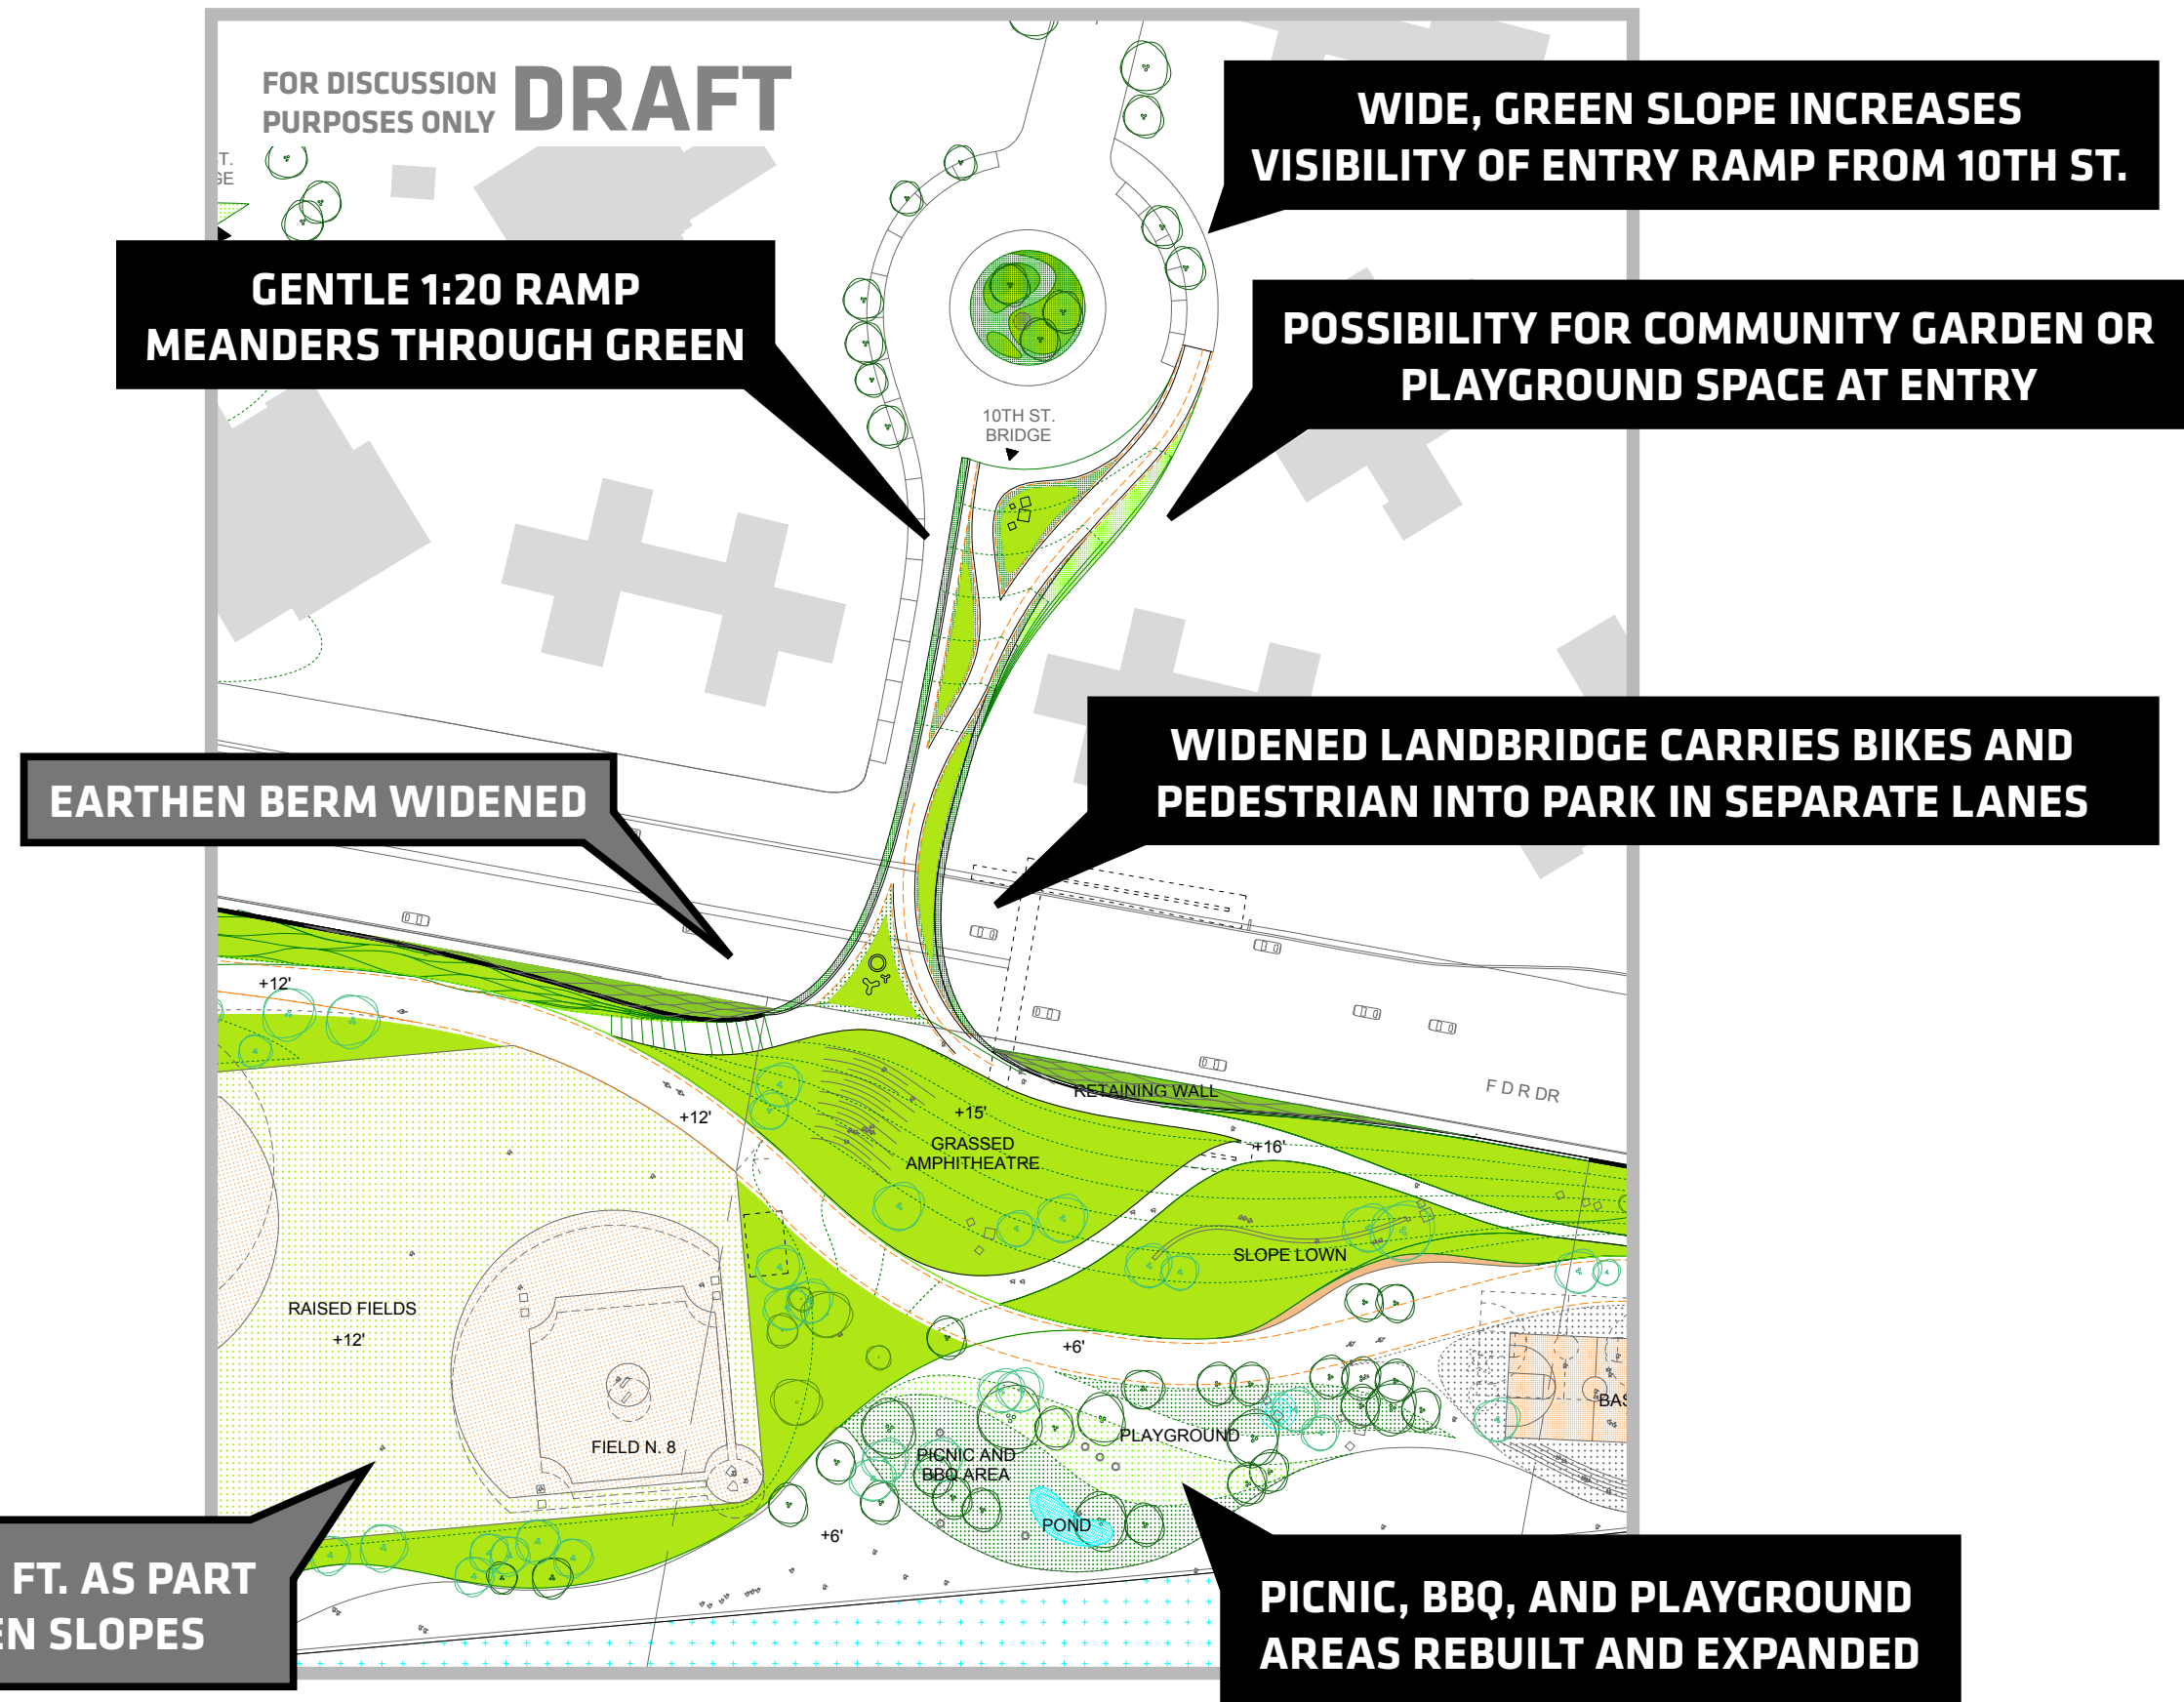 FOR DISCUSSION
PURPOSES ONLY
DRAFT
WIDE, GREEN SLOPE INCREASES
VISIBILITY OF ENTRY RAMP FROM 10TH ST.
GENTLE 1:20 RAMP
MEANDERS THROUGH GREEN
POSSIBILITY FOR COMMUNITY GARDEN OR
PLAYGROUND SPACE AT ENTRY
10TH ST.
BRIDGE
WIDENED LANDBRIDGE CARRIES BIKES AND
PEDESTRIAN INTO PARK IN SEPARATE LANES
EARTHEN BERM WIDENED
+12'
RETAINING WALL
F D R DR
+12'
+15'
GRASSED
AMPHITHEATRE
+16'
SLOPE LOWN
RAISED FIELDS
+12'
+6'
FIELD N. 8
PICNIC AND
BBQ AREA
PLAYGROUND
POND
+6'
FT. AS PART
SLOPES
PICNIC, BBQ, AND PLAYGROUND
AREAS REBUILT AND EXPANDED